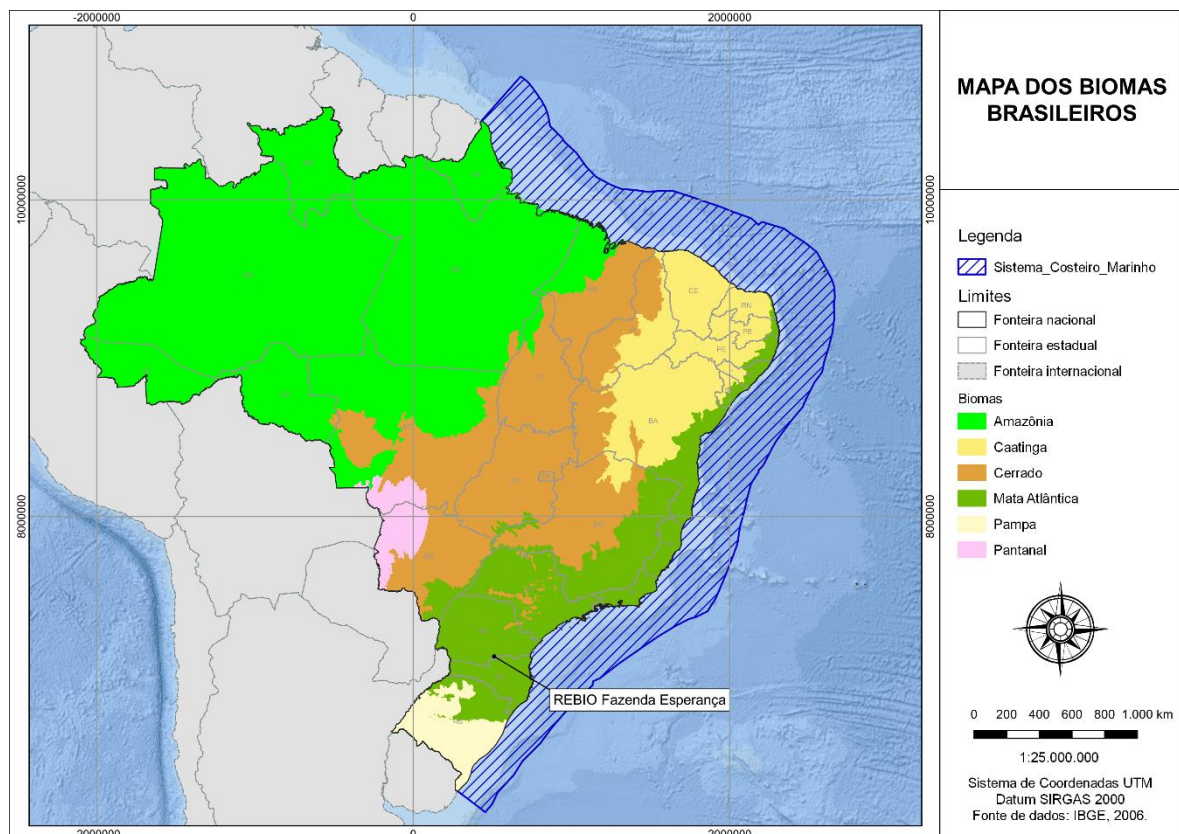 -2000000 0 2000000
MAPA DOS BIOMAS
BRASILEIROS
10000000
10000000
8000000
8000000
CE
RN
PB
PE
BA
REBIO Fazenda Esperança
Legenda
Sistema_Costeiro_Marinho
Limites
Fonteira nacional
Fonteira estadual
Fonteira internacional
Biomas
Amazônia
Caatinga
Cerrado
Mata Atlântica
Pampa
Pantanal
0 200 400 600 800 1.000 km
1:25.000.000
Sistema de Coordenadas UTM
Datum SIRGAS 2000
Fonte de dados: IBGE, 2006.
-2000000 0 2000000